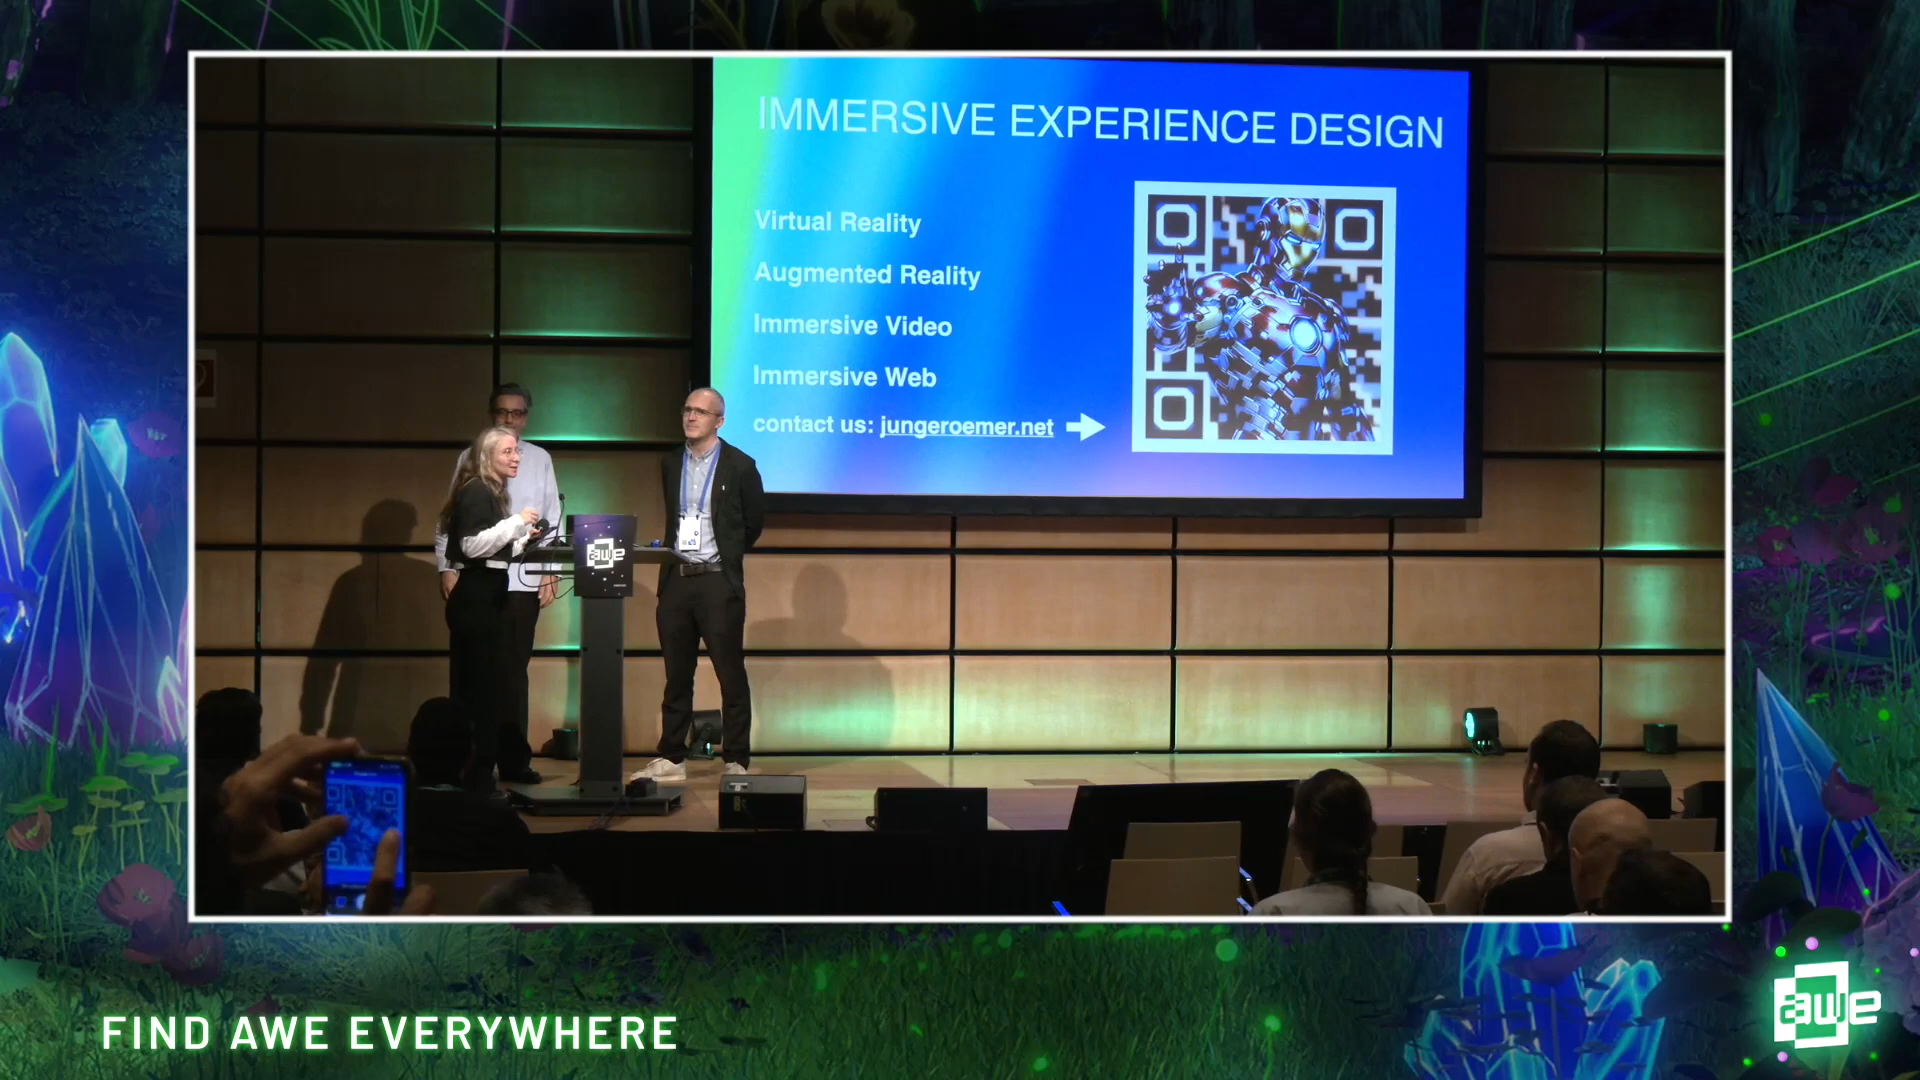 IMMERSIVE EXPERIENCE DESIGN
Virtual Reality
Augmented Reality
Immersive Video
Immersive Web
contact us: jungeroemer.net
awe
FIND AWE EVERYWHERE
awe